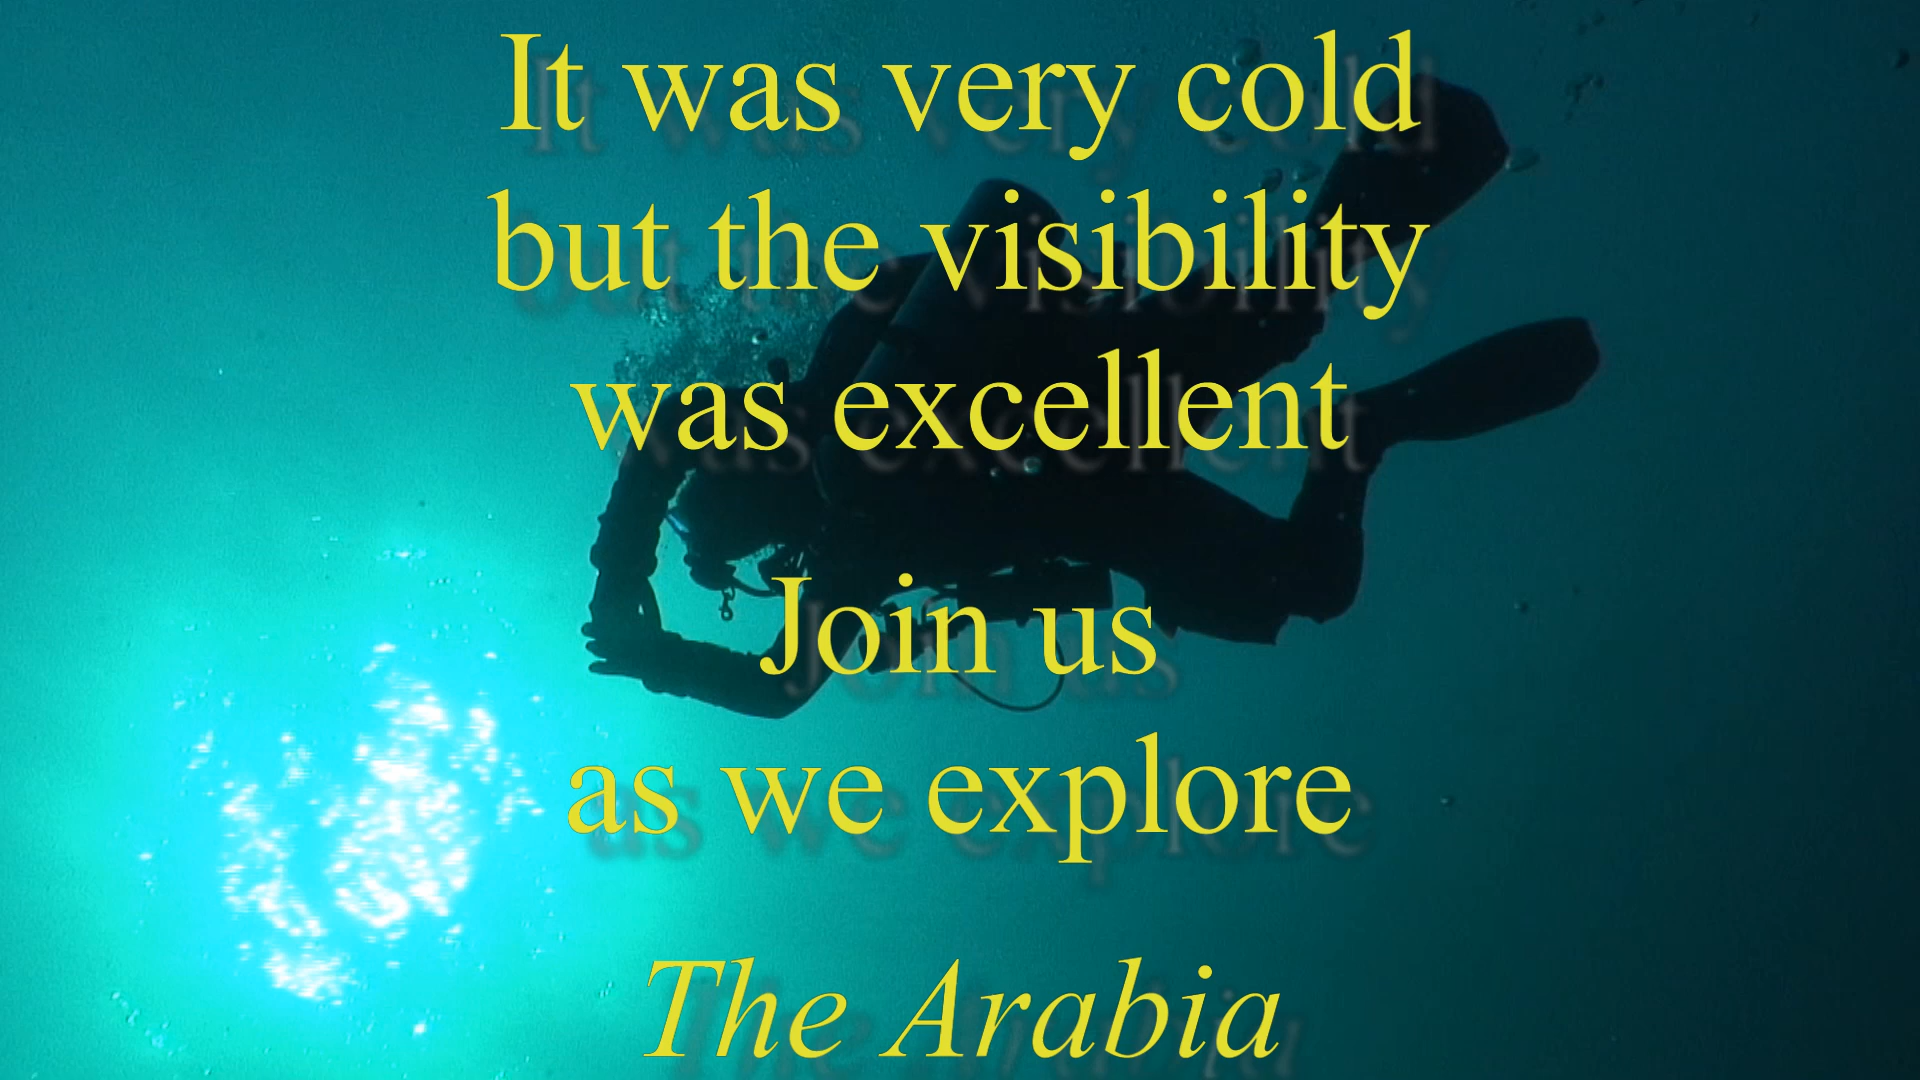 It was very cold
but the visibility
was excellent
Join us
as we explore
The Arabia